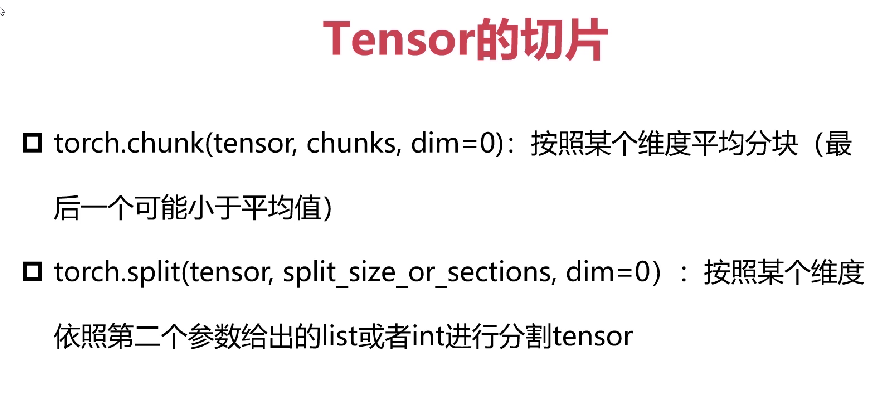 Tensor的切片
torch.chunk(tensor, chunks, dim=0)：按照某个维度平均分块（最
后一个可能小于平均值）
torch.split(tensor, split_size_or_sections, dim=0）：按照某个维度
依照第二个参数给出的list或者int进行分割tensor